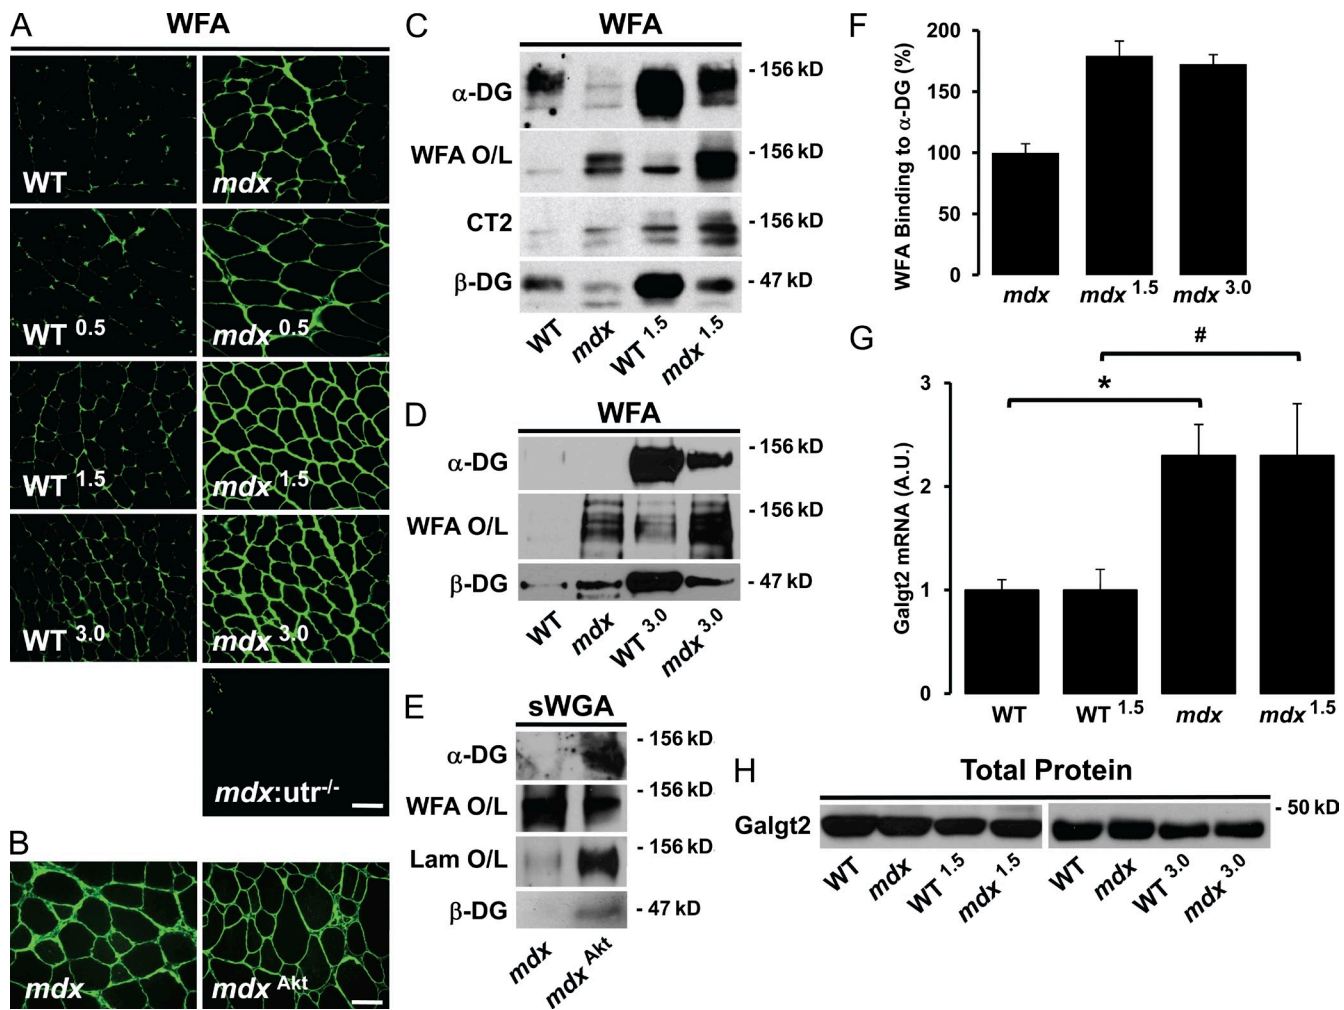 A
WFA
WT
mdx
WT 0.5
mdx 0.5
WT 1.5
mdx 1.5
WT 3.0
mdx 3.0
mdx:utr-/-
B
mdx
mdx Akt
C
WFA
α-DG
- 156 kD
WFA O/L
- 156 kD
CT2
- 156 kD
β-DG
- 47 kD
WT
mdx
WT 1.5
mdx 1.5
D
WFA
α-DG
- 156 kD
WFA O/L
- 156 kD
β-DG
- 47 kD
WT
mdx
WT 3.0
mdx 3.0
E
sWGA
α-DG
- 156 kD
WFA O/L
- 156 kD
Lam O/L
- 156 kD
β-DG
- 47 kD
mdx
mdx Akt
F
WFA Binding to α-DG (%)
200
150
100
50
0
mdx
mdx 1.5
mdx 3.0
G
Galgt2 mRNA (A.U.)
#
*
3
2
1
0
WT
WT 1.5
mdx
mdx 1.5
H
Total Protein
Galgt2
- 50 kD
WT
mdx
WT 1.5
mdx 1.5
WT
mdx
WT 3.0
mdx 3.0